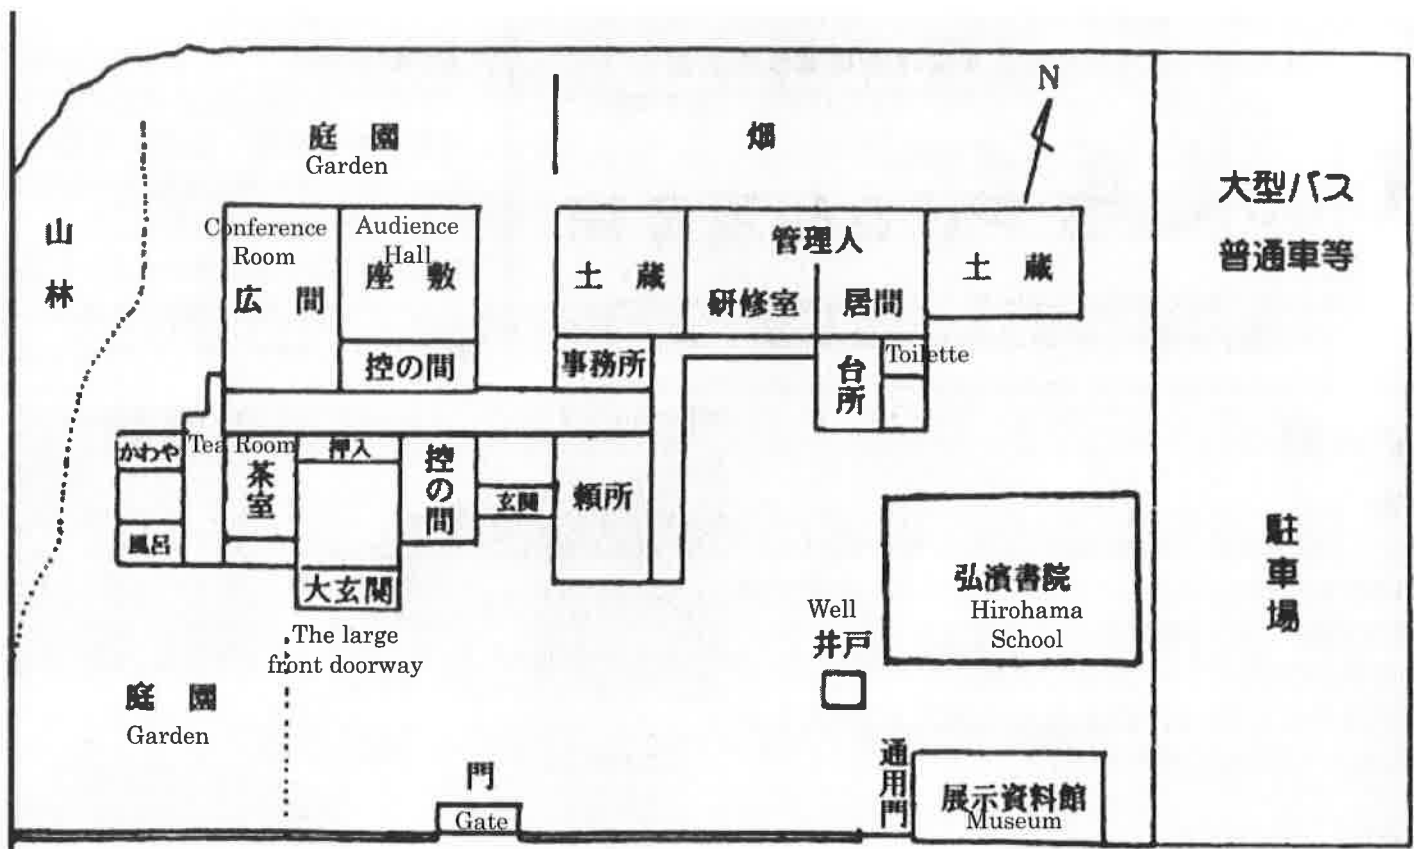 N
庭 園
Garden
畑
大型バス
普通車等
山
林
Conference
Room
広 間
Audience
Hall
座 敷
控の間
土 蔵
管理人
研修室
居間
土 蔵
事務所
台所
Toilette
かわや
Tea Room
茶室
押入
控の間
玄関
頼所
風呂
大玄関
The large
front doorway
弘濱書院
Hirohama
School
Well
井戸
駐車場
庭 園
Garden
門
Gate
通用門
展示資料館
Museum